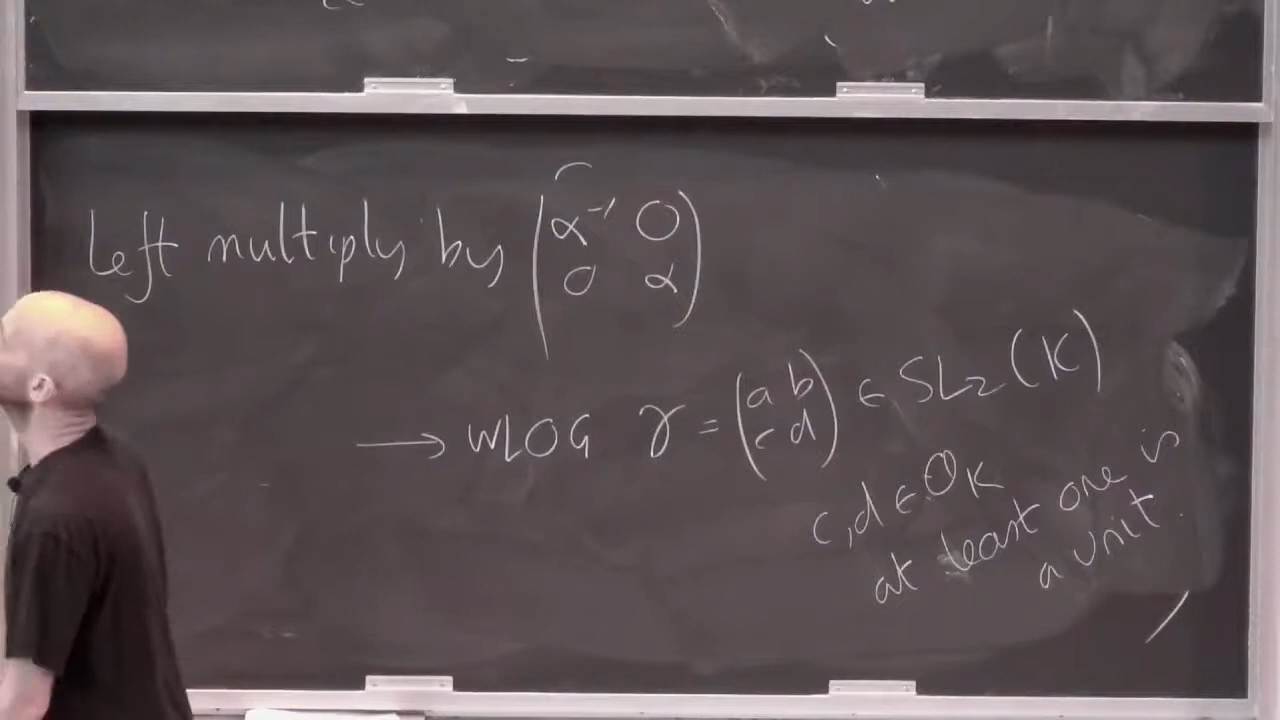 Left multiply by (α⁻¹ 0
0 α)
→ WLOG γ = (a b
c d) ∈ SL₂(K)
c,d ∈ O_K
at least one is
a unit.